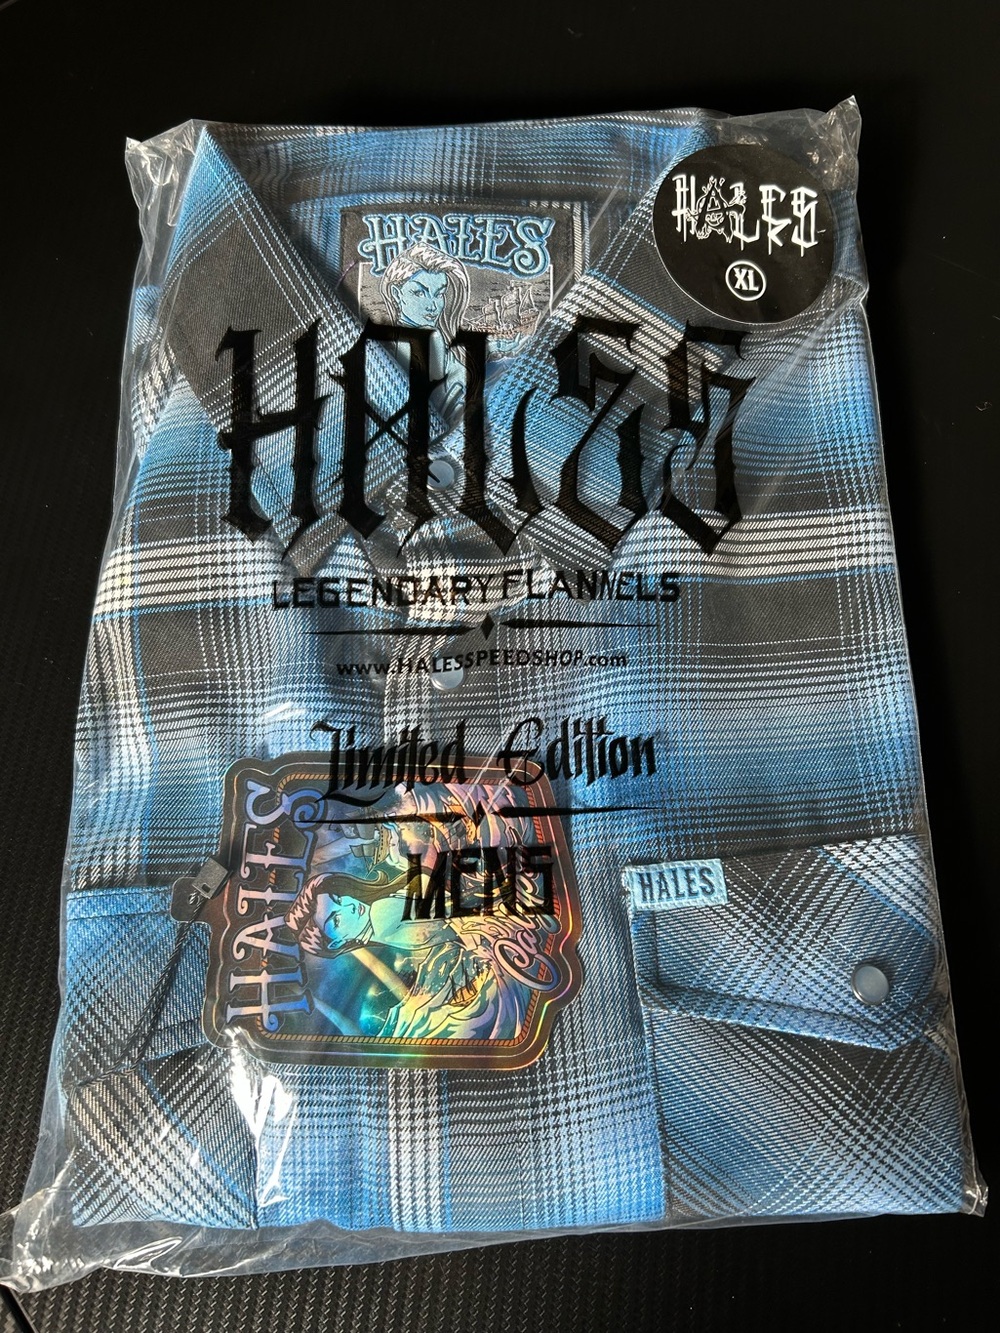 HALES
XL
HALES
HALES
LEGENDARY FLANNELS
www.HALESSPEEDSHOP.com
Limited Edition
MENS
HALES
HALES